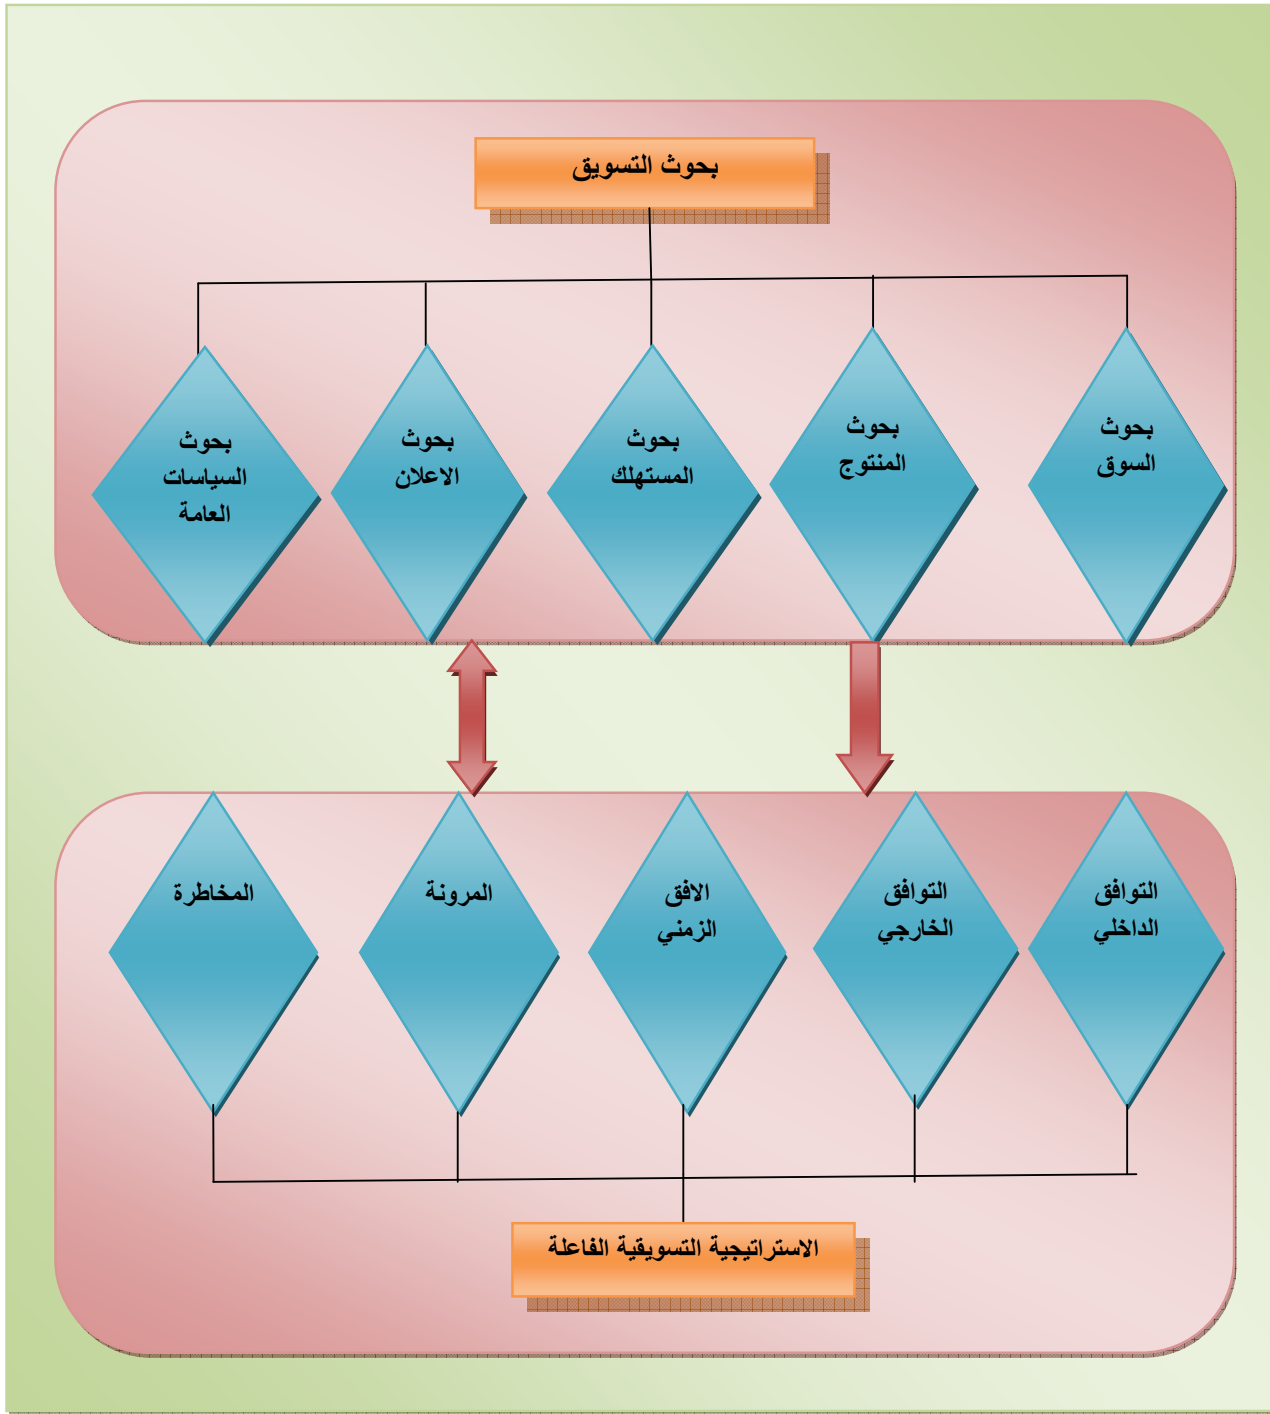 بحوث التسويق
بحوث
السوق
بحوث
المنتوج
بحوث
المستهلك
بحوث
الاعلان
بحوث
السياسات
العامة
التوافق
الداخلي
التوافق
الخارجي
الافق
الزمني
المرونة
المخاطرة
الاستراتيجية التسويقية الفاعلة